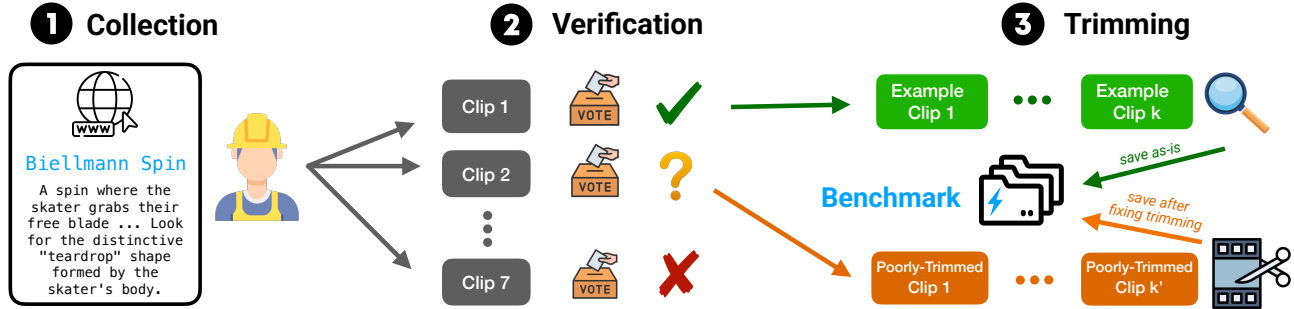 1 Collection
2 Verification
3 Trimming
WWW
Biellmann Spin
A spin where the
skater grabs their
free blade ... Look
for the distinctive
"teardrop" shape
formed by the
skater's body.
Clip 1
VOTE
Clip 2
VOTE
?
Clip 7
VOTE
Example
Clip 1
Example
Clip k
save as-is
Benchmark
save after
fixing trimming
Poorly-Trimmed
Clip 1
Poorly-Trimmed
Clip k'